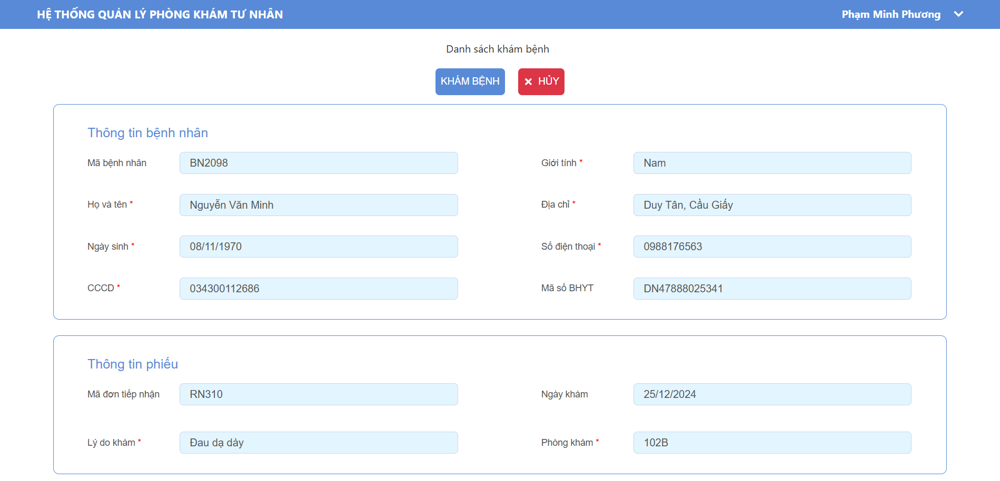 HỆ THỐNG QUẢN LÝ PHÒNG KHÁM TƯ NHÂN
Phạm Minh Phương
Danh sách khám bệnh
KHÁM BỆNH
HỦY
Thông tin bệnh nhân
Mã bệnh nhân BN2098
Giới tính * Nam
Họ và tên * Nguyễn Văn Minh
Địa chỉ * Duy Tân, Cầu Giấy
Ngày sinh * 08/11/1970
Số điện thoại * 0988176563
CCCD * 034300112686
Mã số BHYT DN47888025341
Thông tin phiếu
Mã đơn tiếp nhận RN310
Ngày khám 25/12/2024
Lý do khám * Đau dạ dày
Phòng khám * 102B